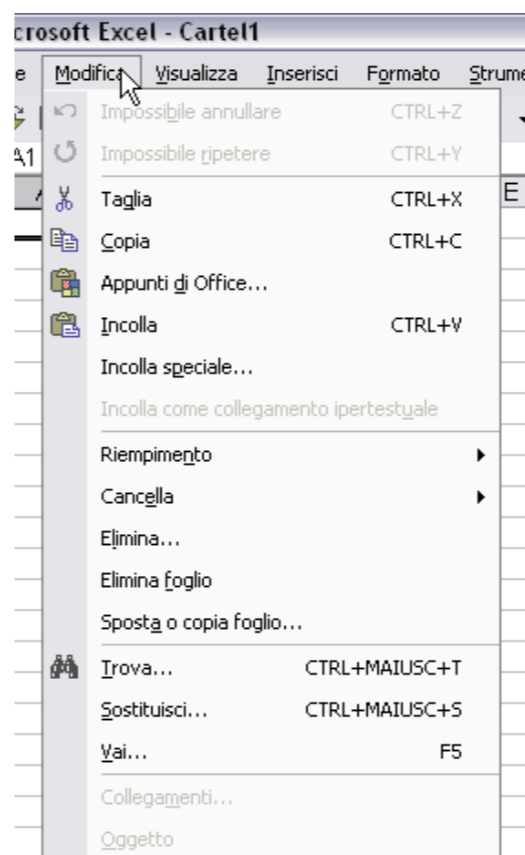 crosoft Excel - Cartel1
e Modifica Visualizza Inserisci Formato Strume
A1
E
Impossibile annullare CTRL+Z
Impossibile ripetere CTRL+Y
Taglia CTRL+X
Copia CTRL+C
Appunti di Office...
Incolla CTRL+V
Incolla speciale...
Incolla come collegamento ipertestuale
Riempimento
Cancella
Elimina...
Elimina foglio
Sposta o copia foglio...
Trova... CTRL+MAIUSC+T
Sostituisci... CTRL+MAIUSC+S
Vai... F5
Collegamenti...
Oggetto